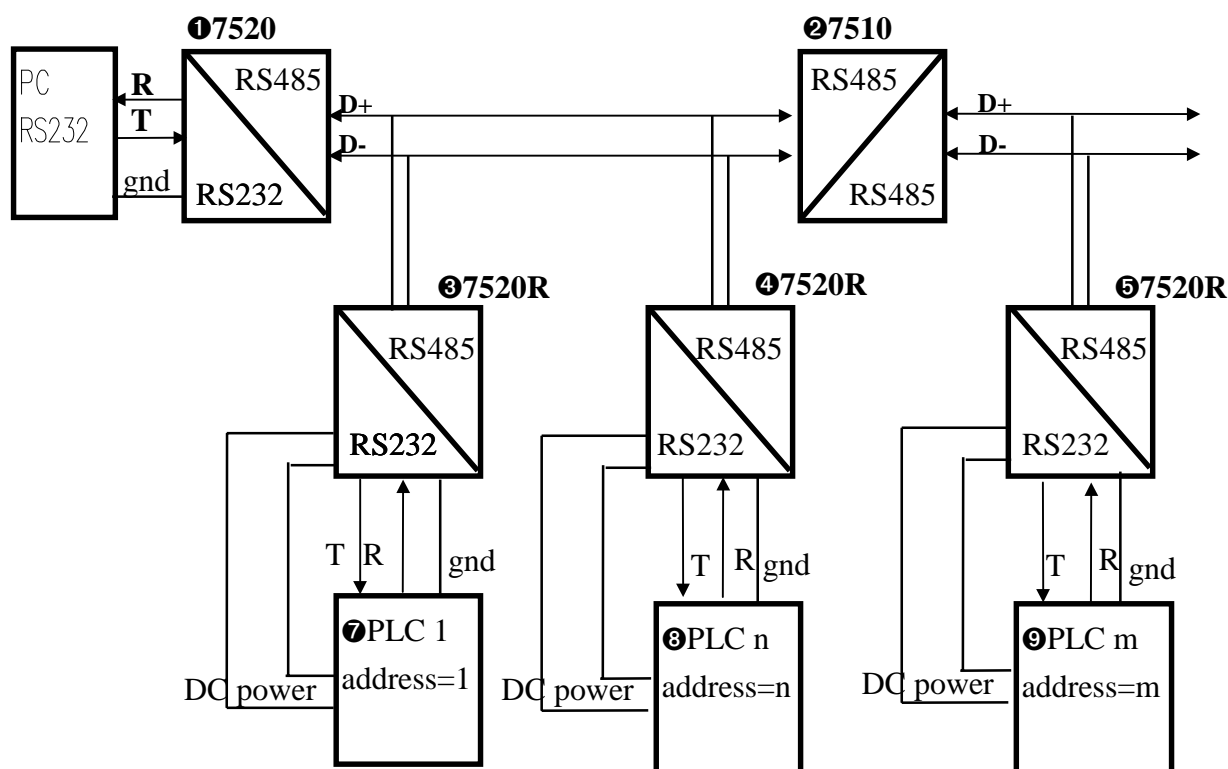 ❶7520
❷7510
PC
RS232
R
T
gnd
RS485
RS232
D+
D-
RS485
RS485
D+
D-
❸7520R
❹7520R
❺7520R
RS485
RS232
RS485
RS232
RS485
RS232
T R
gnd
T
R
gnd
T
R
gnd
❼PLC 1
address=1
DC power
❽PLC n
address=n
DC power
❾PLC m
address=m
DC power